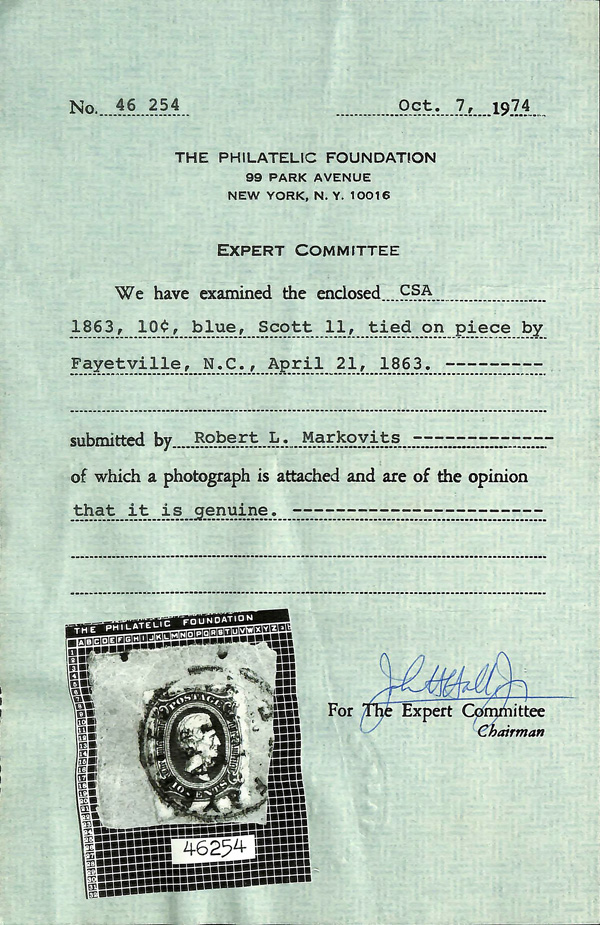 No. 46 254 Oct. 7, 1974
THE PHILATELIC FOUNDATION
99 PARK AVENUE
NEW YORK, N. Y. 10016
EXPERT COMMITTEE
We have examined the enclosed CSA
1863, 10¢, blue, Scott 11, tied on piece by
Fayetville, N.C., April 21, 1863. ---------
submitted by Robert L. Markovits -------------
of which a photograph is attached and are of the opinion
that it is genuine. -----------------------
THE PHILATELIC FOUNDATION
ABCDEFGHIJKLMNOPQRSTUVWXYZ
POSTAGE
46254
For The Expert Committee
Chairman